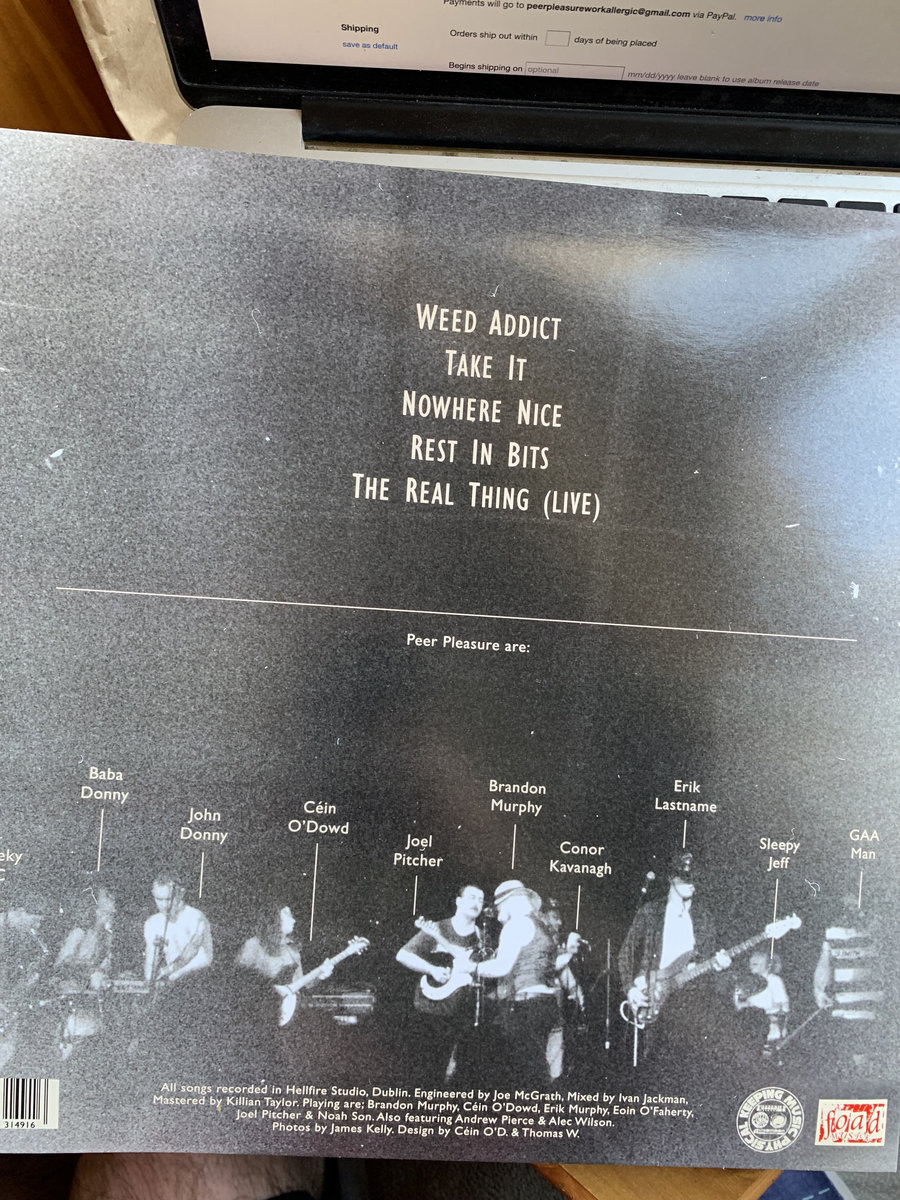 Payments will go to peerpleasureworkallergic@gmail.com via PayPal. more info
Shipping
save as default
Orders ship out within days of being placed
Begins shipping on optional mm/dd/yyyy leave blank to use album release date
WEED ADDICT
TAKE IT
NOWHERE NICE
REST IN BITS
THE REAL THING (LIVE)
Peer Pleasure are:
eky
C
Baba
Donny
John
Donny
Céin
O'Dowd
Joel
Pitcher
Brandon
Murphy
Conor
Kavanagh
Erik
Lastname
Sleepy
Jeff
GAA
Man
All songs recorded in Hellfire Studio, Dublin. Engineered by Joe McGrath, Mixed by Ivan Jackman,
Mastered by Killian Taylor. Playing are; Brandon Murphy, Céin O'Dowd, Erik Murphy, Eoin O'Faherty,
Joel Pitcher & Noah Son. Also featuring Andrew Pierce & Alec Wilson.
Photos by James Kelly. Design by Céin O'D. & Thomas W.
314916
KEEPING MUSIC PHYSICAL